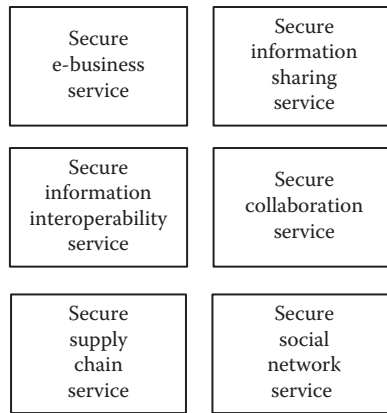 Secure
e-business
service
Secure
information
sharing
service
Secure
information
interoperability
service
Secure
collaboration
service
Secure
supply
chain
service
Secure
social
network
service